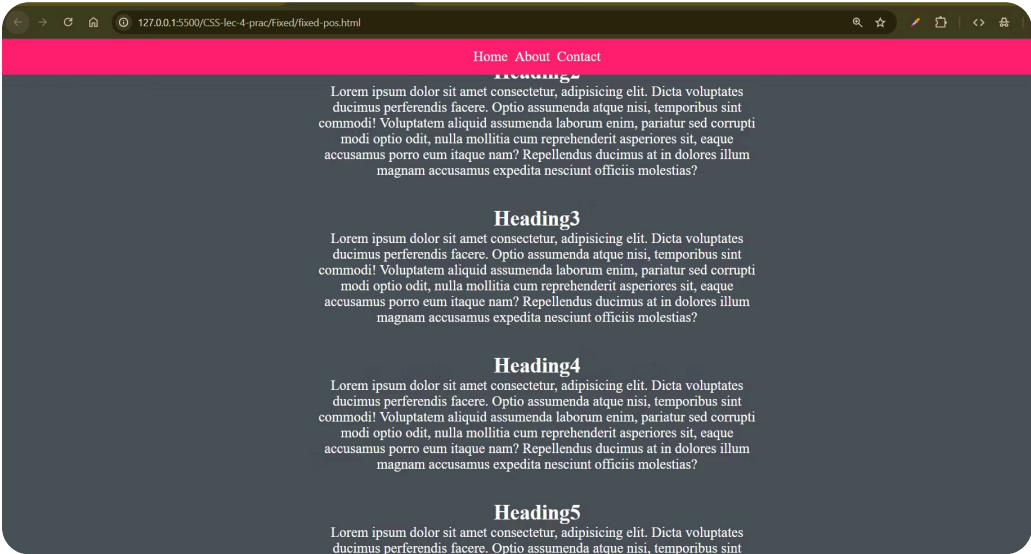 127.0.0.1:5500/CSS-lec-4-prac/Fixed/fixed-pos.html
Home About Contact
Heading2
Lorem ipsum dolor sit amet consectetur, adipisicing elit. Dicta voluptates
ducimus perferendis facere. Optio assumenda atque nisi, temporibus sint
commodi! Voluptatem aliquid assumenda laborum enim, pariatur sed corrupti
modi optio odit, nulla mollitia cum reprehenderit asperiores sit, eaque
accusamus porro eum itaque nam? Repellendus ducimus at in dolores illum
magnam accusamus expedita nesciunt officiis molestias?
Heading3
Lorem ipsum dolor sit amet consectetur, adipisicing elit. Dicta voluptates
ducimus perferendis facere. Optio assumenda atque nisi, temporibus sint
commodi! Voluptatem aliquid assumenda laborum enim, pariatur sed corrupti
modi optio odit, nulla mollitia cum reprehenderit asperiores sit, eaque
accusamus porro eum itaque nam? Repellendus ducimus at in dolores illum
magnam accusamus expedita nesciunt officiis molestias?
Heading4
Lorem ipsum dolor sit amet consectetur, adipisicing elit. Dicta voluptates
ducimus perferendis facere. Optio assumenda atque nisi, temporibus sint
commodi! Voluptatem aliquid assumenda laborum enim, pariatur sed corrupti
modi optio odit, nulla mollitia cum reprehenderit asperiores sit, eaque
accusamus porro eum itaque nam? Repellendus ducimus at in dolores illum
magnam accusamus expedita nesciunt officiis molestias?
Heading5
Lorem ipsum dolor sit amet consectetur, adipisicing elit. Dicta voluptates
ducimus perferendis facere. Optio assumenda atque nisi, temporibus sint